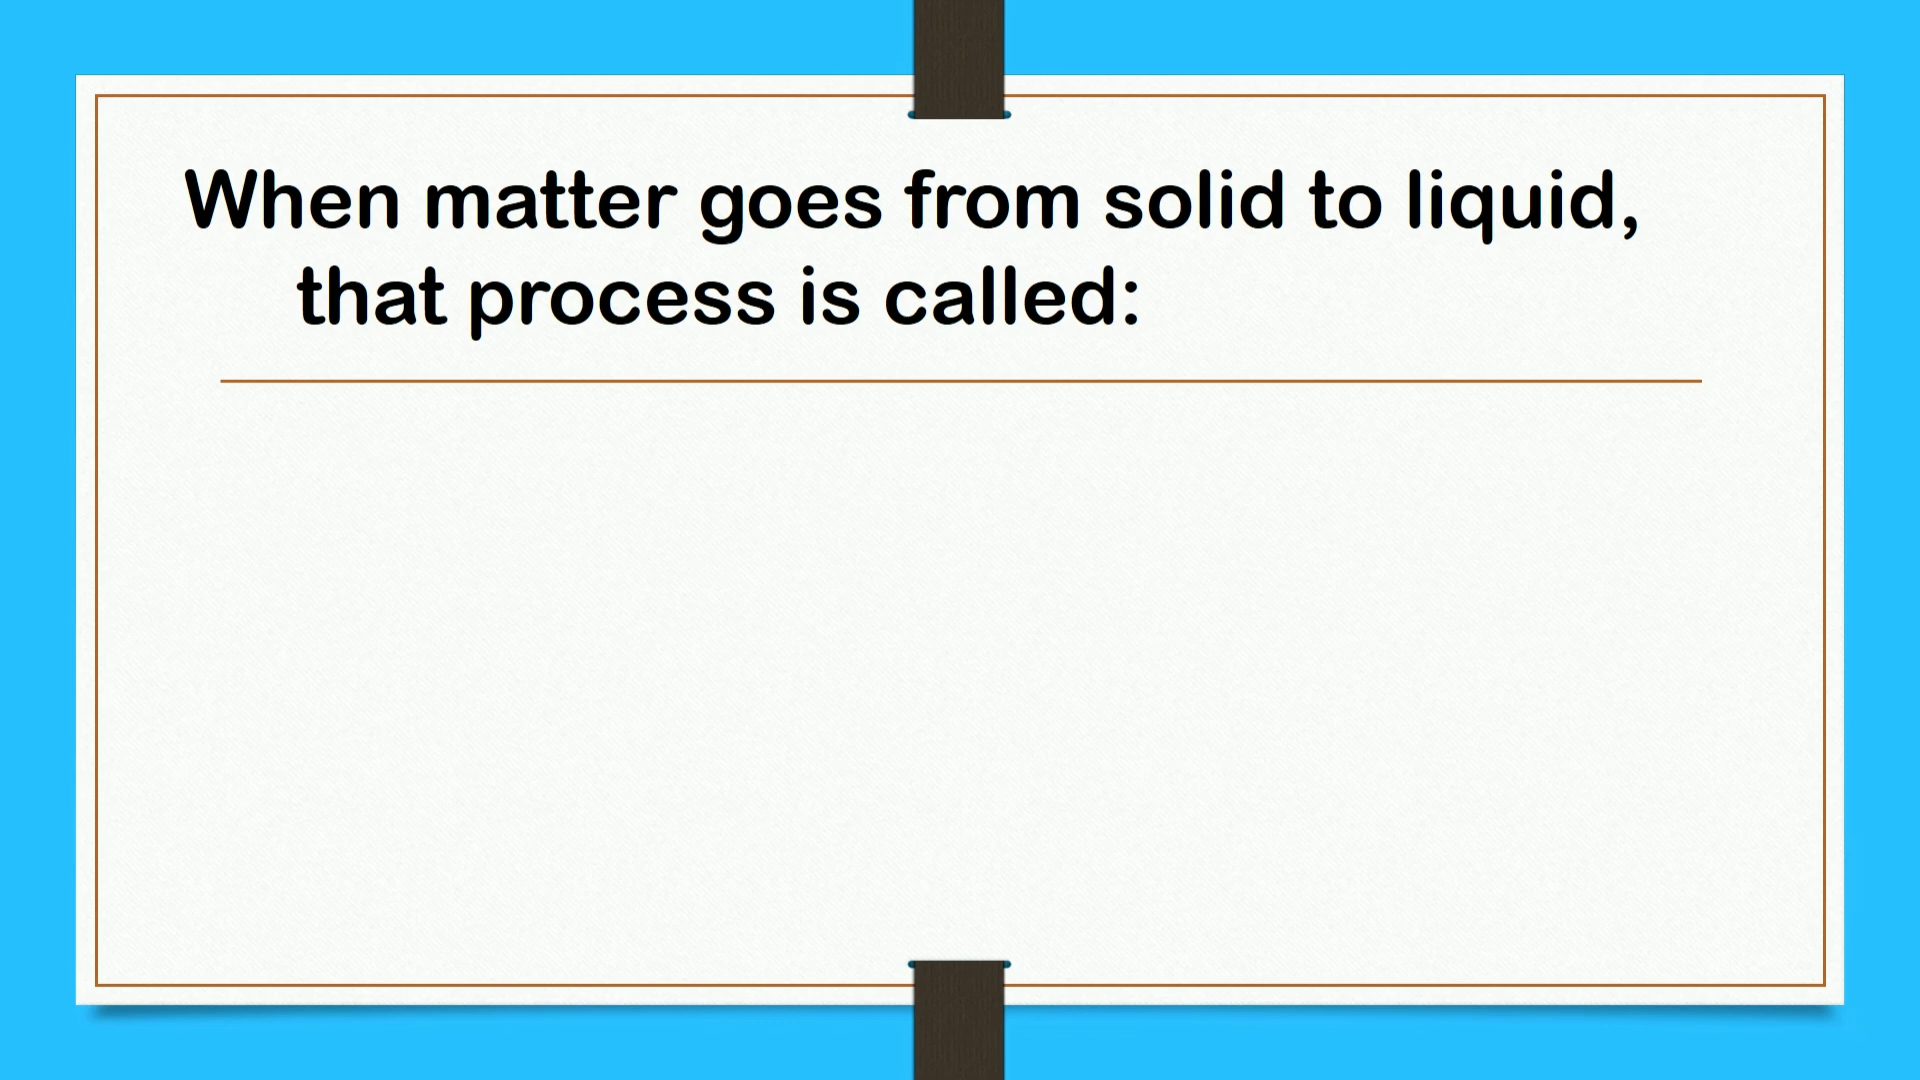 When matter goes from solid to liquid,
that process is called: